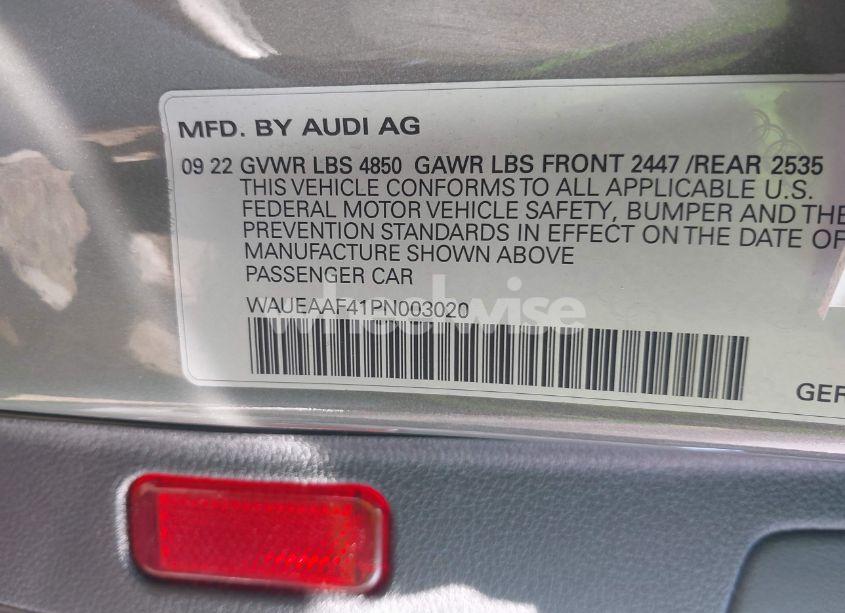 MFD. BY AUDI AG
09 22 GVWR LBS 4850 GAWR LBS FRONT 2447 /REAR 2535
THIS VEHICLE CONFORMS TO ALL APPLICABLE U.S.
FEDERAL MOTOR VEHICLE SAFETY, BUMPER AND THE
PREVENTION STANDARDS IN EFFECT ON THE DATE OF
MANUFACTURE SHOWN ABOVE
PASSENGER CAR
WAUEAAF41PN003020
wheelwise
GER